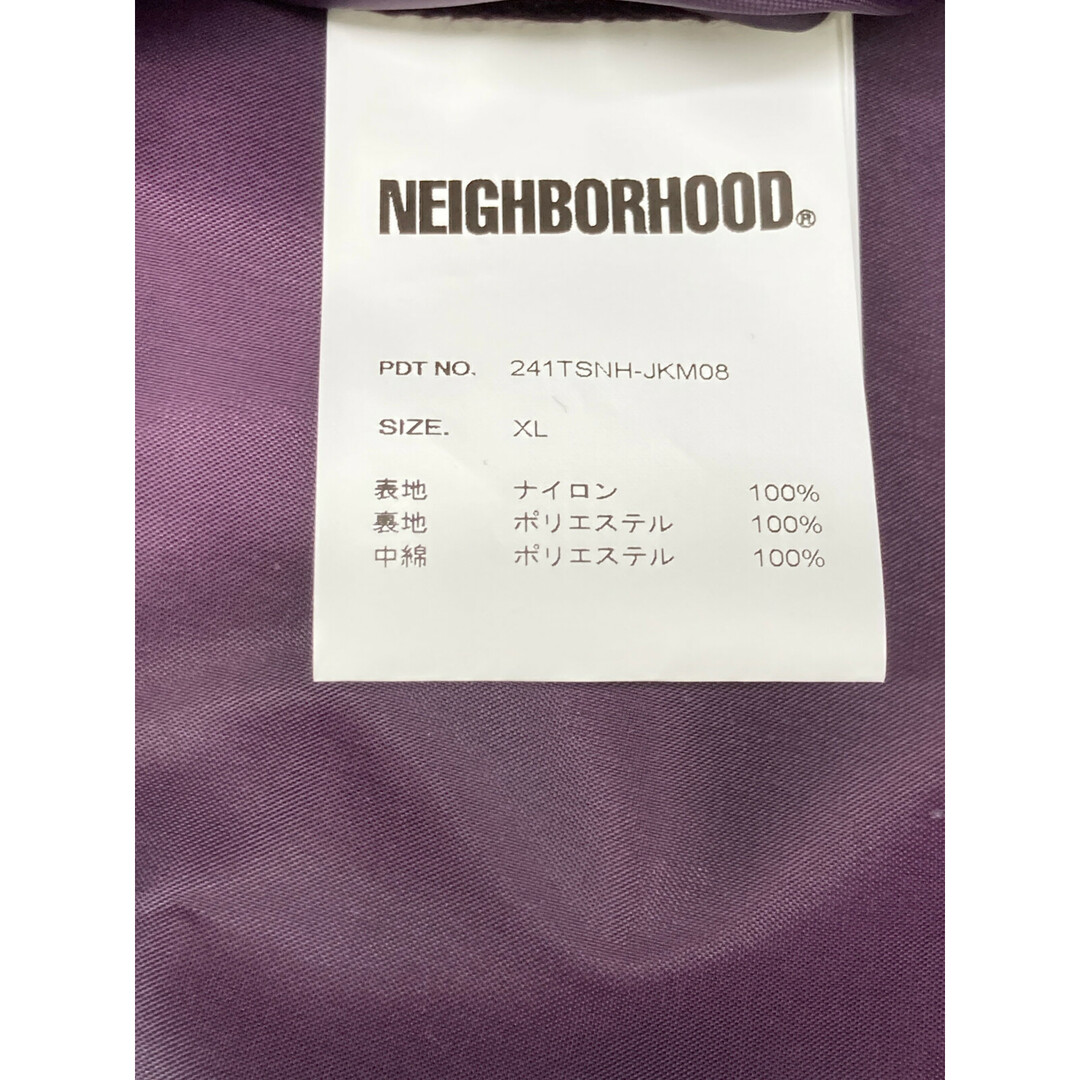 NEIGHBORHOOD®
PDT NO. 241TSNH-JKM08
SIZE. XL
表地 ナイロン 100%
裏地 ポリエステル 100%
中綿 ポリエステル 100%